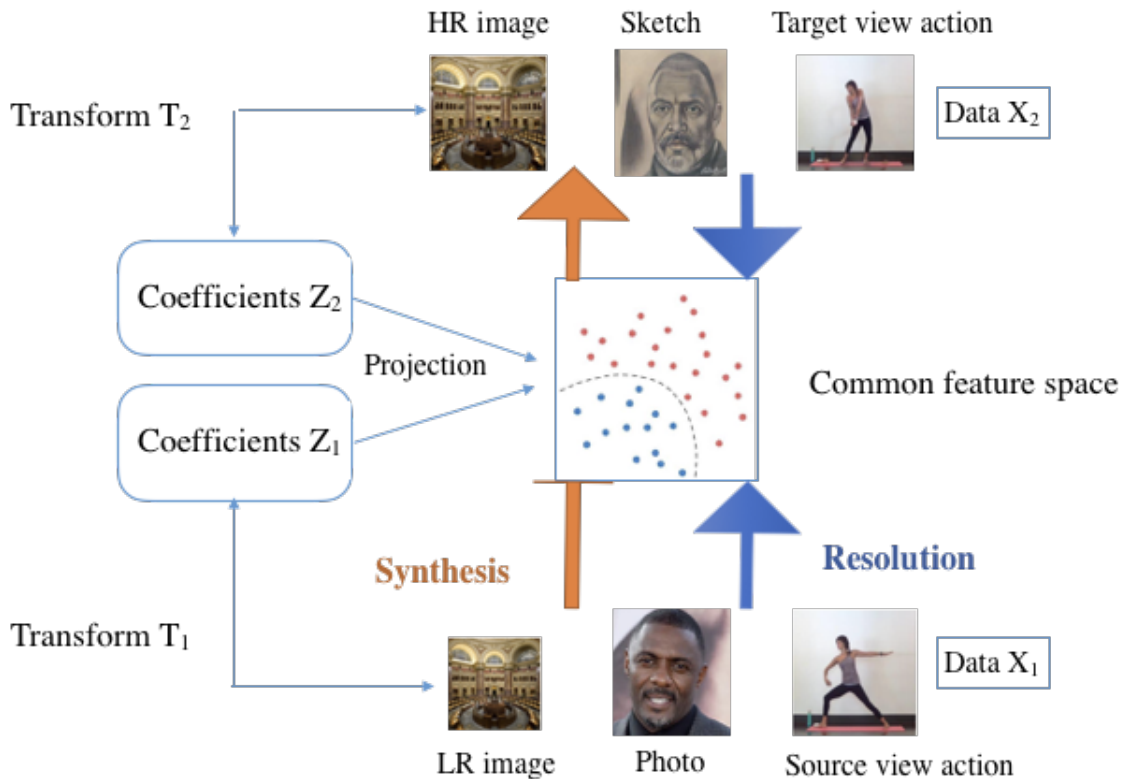 HR image
Sketch
Target view action
Transform T₂
Data X₂
Coefficients Z₂
Projection
Common feature space
Coefficients Z₁
Synthesis
Resolution
Transform T₁
Data X₁
LR image
Photo
Source view action